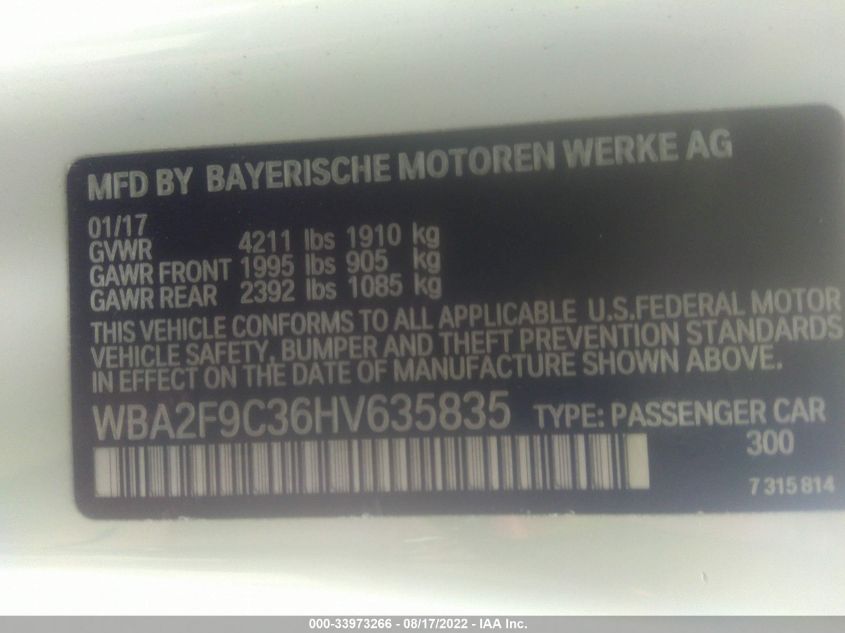 MFD BY BAYERISCHE MOTOREN WERKE AG
01/17
GVWR 4211 lbs 1910 kg
GAWR FRONT 1995 lbs 905 kg
GAWR REAR 2392 lbs 1085 kg
THIS VEHICLE CONFORMS TO ALL APPLICABLE U.S.FEDERAL MOTOR
VEHICLE SAFETY, BUMPER AND THEFT PREVENTION STANDARDS
IN EFFECT ON THE DATE OF MANUFACTURE SHOWN ABOVE.
WBA2F9C36HV635835 TYPE: PASSENGER CAR
300
7 315 814
000-33973266 - 08/17/2022 - IAA Inc.